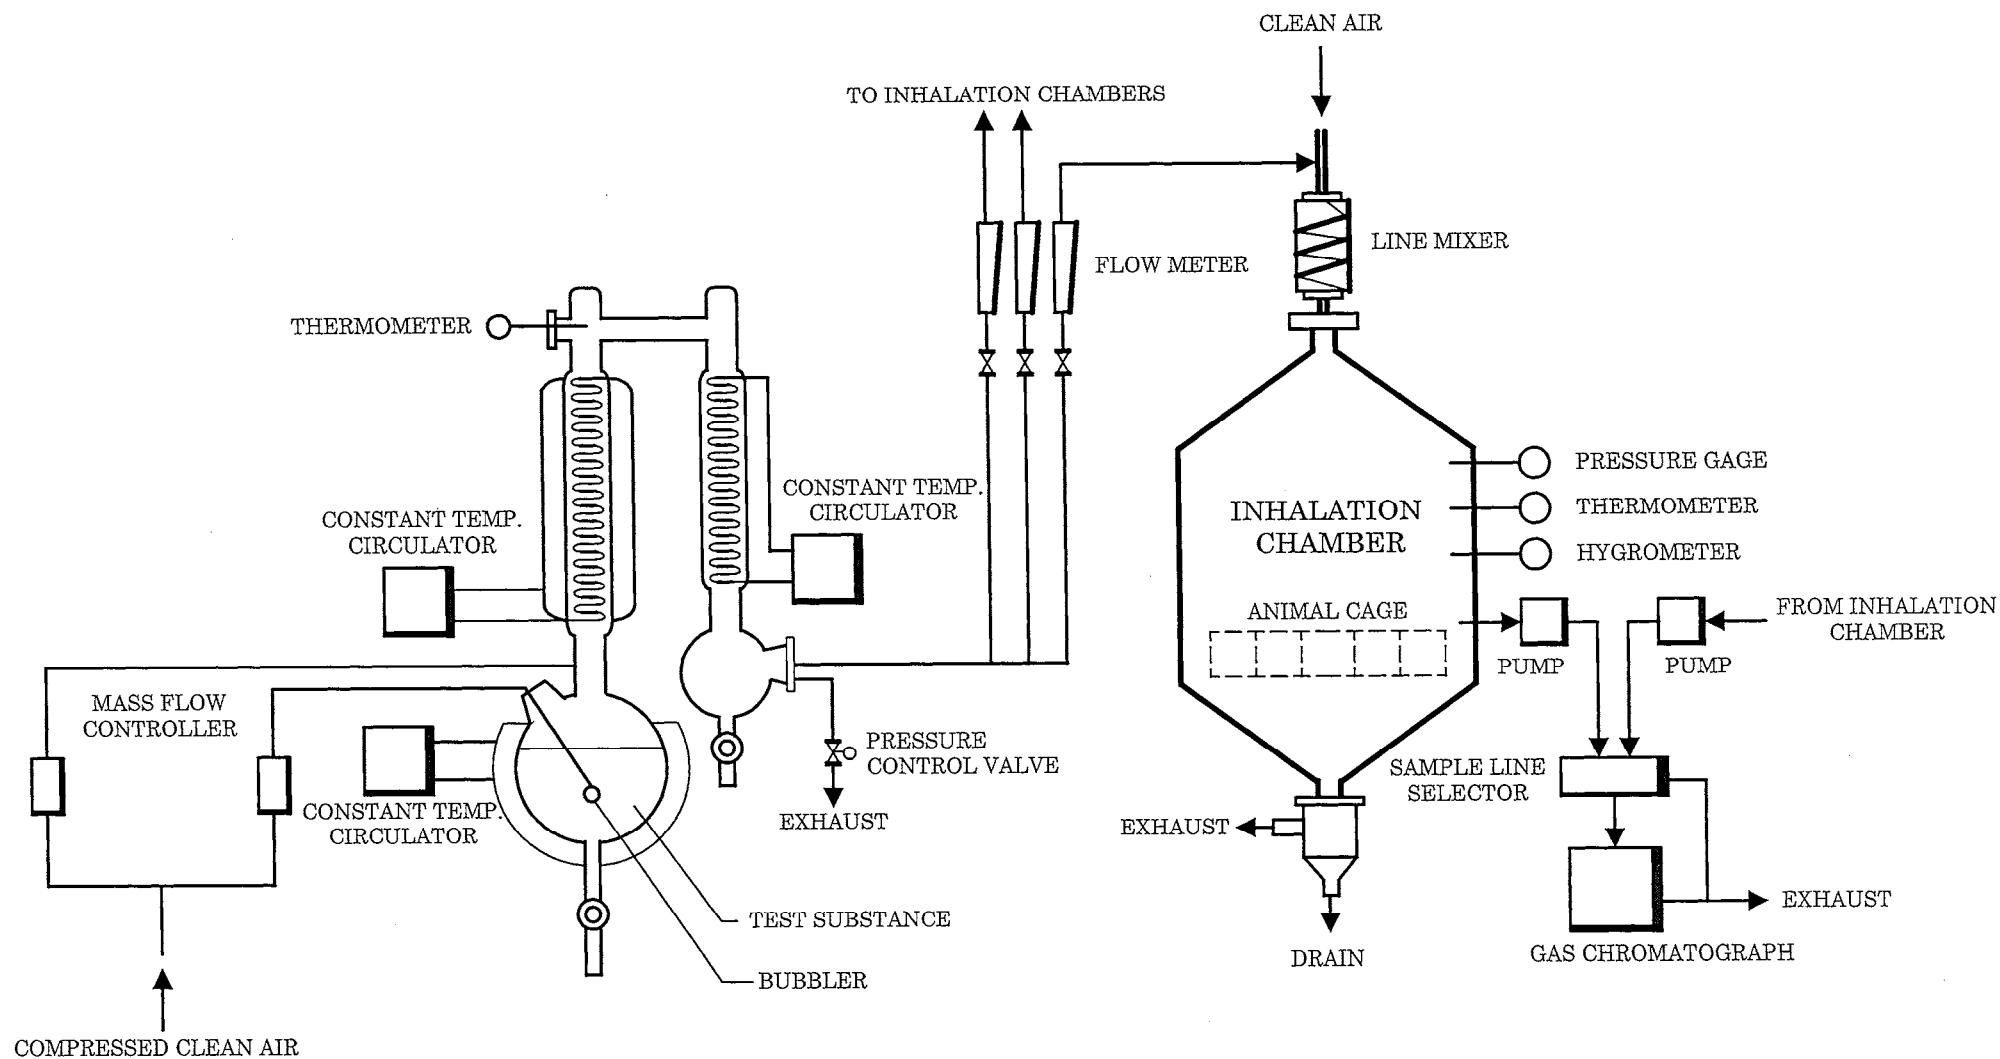 CLEAN AIR
TO INHALATION CHAMBERS
LINE MIXER
FLOW METER
THERMOMETER
PRESSURE GAGE
CONSTANT TEMP.
CIRCULATOR
THERMOMETER
INHALATION
CHAMBER
CONSTANT TEMP.
CIRCULATOR
HYGROMETER
ANIMAL CAGE
FROM INHALATION
CHAMBER
PUMP
PUMP
MASS FLOW
CONTROLLER
PRESSURE
CONTROL VALVE
SAMPLE LINE
SELECTOR
CONSTANT TEMP.
CIRCULATOR
EXHAUST
EXHAUST
EXHAUST
TEST SUBSTANCE
GAS CHROMATOGRAPH
DRAIN
BUBBLER
COMPRESSED CLEAN AIR